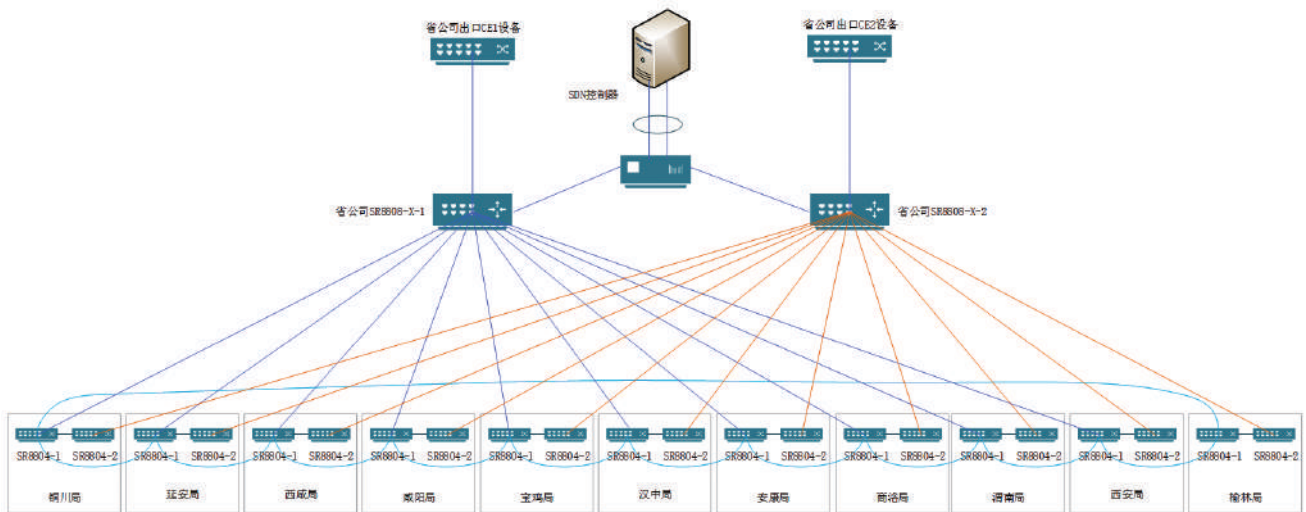 省公司出口CE1设备
省公司出口CE2设备
SDN控制器
省公司SR8808-X-1
省公司SR8808-X-2
SR8804-1 SR8804-2 SR8804-1 SR8804-2 SR8804-1 SR8804-2 SR8804-1 SR8804-2 SR8804-1 SR8804-2 SR8804-1 SR8804-2 SR8804-1 SR8804-2 SR8804-1 SR8804-2 SR8804-1 SR8804-2 SR8804-1 SR8804-2 SR8804-1 SR8804-2
铜川局 延安局 西咸局 咸阳局 宝鸡局 汉中局 安康局 商洛局 渭南局 西安局 榆林局